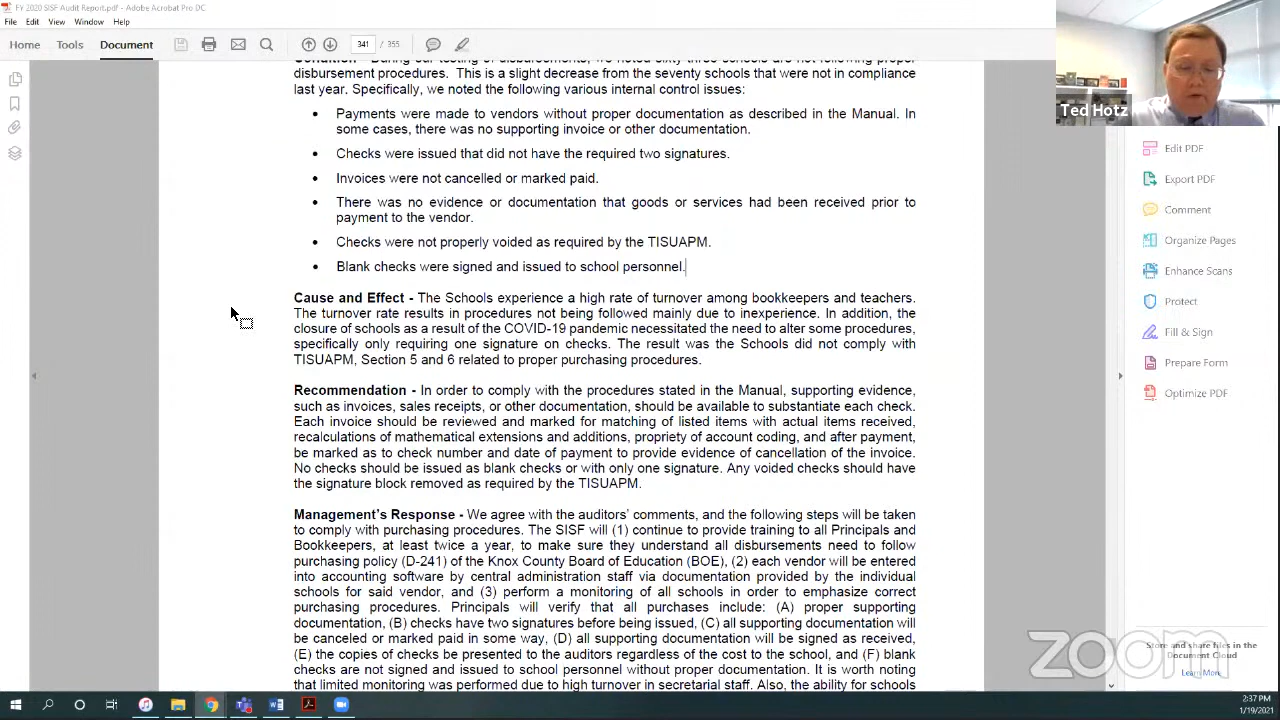 FY 2020 SISF Audit Report.pdf - Adobe Acrobat Pro DC
File Edit View Window Help
Home Tools Document 341 / 355
Condition - During our testing of disbursements, we noted sixty three schools are not following proper
disbursement procedures. This is a slight decrease from the seventy schools that were not in compliance
last year. Specifically, we noted the following various internal control issues:
• Payments were made to vendors without proper documentation as described in the Manual. In
some cases, there was no supporting invoice or other documentation.
• Checks were issued that did not have the required two signatures.
• Invoices were not cancelled or marked paid.
• There was no evidence or documentation that goods or services had been received prior to
payment to the vendor.
• Checks were not properly voided as required by the TISUAPM.
• Blank checks were signed and issued to school personnel.
Cause and Effect - The Schools experience a high rate of turnover among bookkeepers and teachers.
The turnover rate results in procedures not being followed mainly due to inexperience. In addition, the
closure of schools as a result of the COVID-19 pandemic necessitated the need to alter some procedures,
specifically only requiring one signature on checks. The result was the Schools did not comply with
TISUAPM, Section 5 and 6 related to proper purchasing procedures.
Recommendation - In order to comply with the procedures stated in the Manual, supporting evidence,
such as invoices, sales receipts, or other documentation, should be available to substantiate each check.
Each invoice should be reviewed and marked for matching of listed items with actual items received,
recalculations of mathematical extensions and additions, propriety of account coding, and after payment,
be marked as to check number and date of payment to provide evidence of cancellation of the invoice.
No checks should be issued as blank checks or with only one signature. Any voided checks should have
the signature block removed as required by the TISUAPM.
Management's Response - We agree with the auditors' comments, and the following steps will be taken
to comply with purchasing procedures. The SISF will (1) continue to provide training to all Principals and
Bookkeepers, at least twice a year, to make sure they understand all disbursements need to follow
purchasing policy (D-241) of the Knox County Board of Education (BOE), (2) each vendor will be entered
into accounting software by central administration staff via documentation provided by the individual
schools for said vendor, and (3) perform a monitoring of all schools in order to emphasize correct
purchasing procedures. Principals will verify that all purchases include: (A) proper supporting
documentation, (B) checks have two signatures before being issued, (C) all supporting documentation will
be canceled or marked paid in some way, (D) all supporting documentation will be signed as received,
(E) the copies of checks be presented to the auditors regardless of the cost to the school, and (F) blank
checks are not signed and issued to school personnel without proper documentation. It is worth noting
that limited monitoring was performed due to high turnover in secretarial staff. Also, the ability for schools
Ted Hotz
Edit PDF
Export PDF
Comment
Organize Pages
Enhance Scans
Protect
Fill & Sign
Prepare Form
Optimize PDF
Store and share files in the
Document Cloud
Learn More
zoom
2:37 PM
1/19/2021